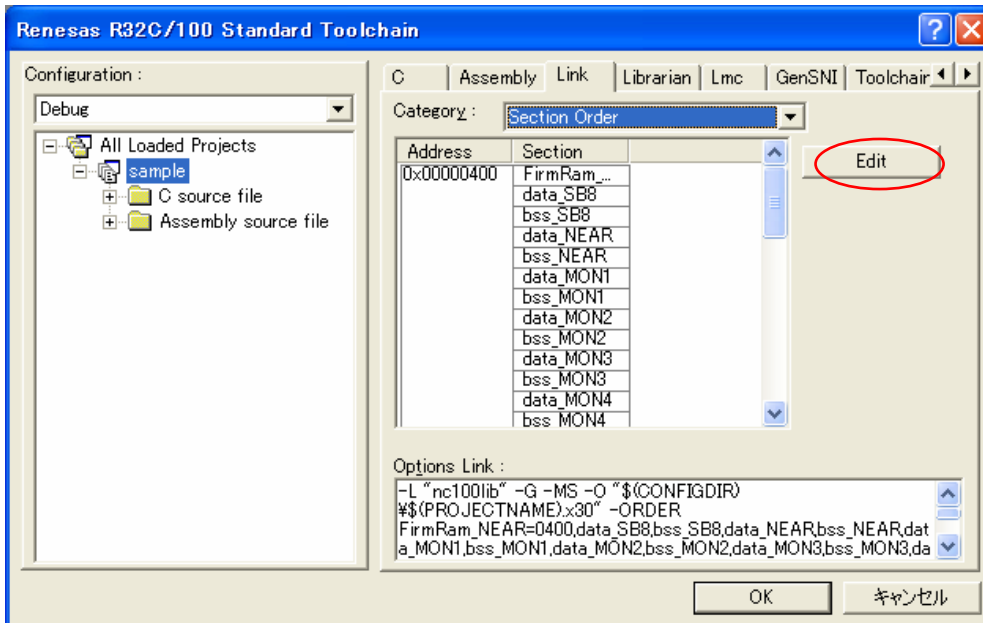 Renesas R32C/100 Standard Toolchain
Configuration :
Debug
All Loaded Projects
sample
C source file
Assembly source file
C Assembly Link Librarian Lmc GenSNI Toolchain
Category :
Section Order
Edit
Address Section
0x00000400 FirmRam_...
data_SB8
bss_SB8
data_NEAR
bss_NEAR
data_MON1
bss_MON1
data_MON2
bss_MON2
data_MON3
bss_MON3
data_MON4
bss_MON4
Options Link :
-L "nc100lib" -G -MS -O "$(CONFIGDIR)
¥$(PROJECTNAME).x30" -ORDER
FirmRam_NEAR=0400,data_SB8,bss_SB8,data_NEAR,bss_NEAR,dat
a_MON1,bss_MON1,data_MON2,bss_MON2,data_MON3,bss_MON3,da
OK キャンセル